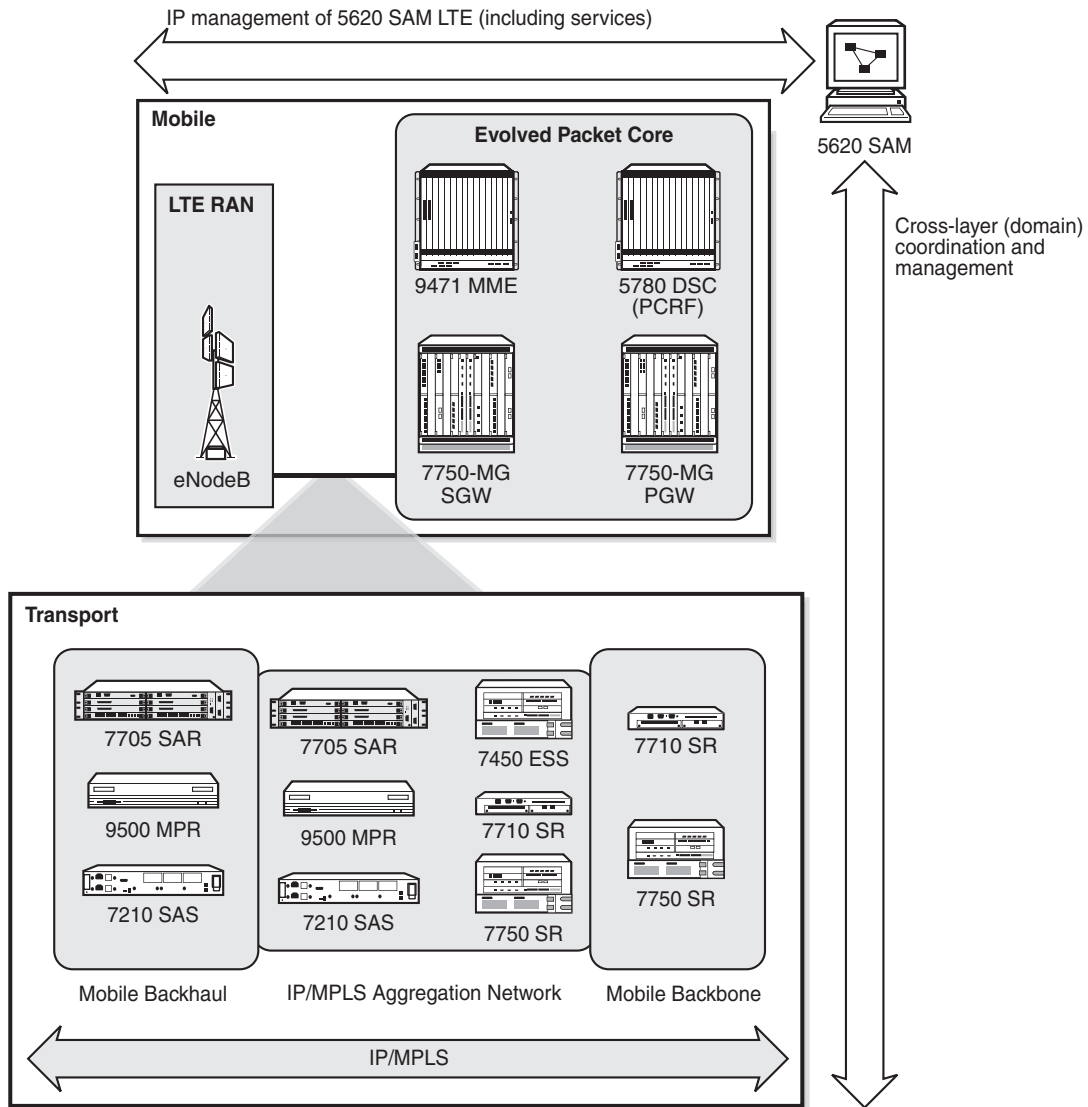 IP management of 5620 SAM LTE (including services)
5620 SAM
Cross-layer (domain)
coordination and
management
Mobile
LTE RAN
eNodeB
Evolved Packet Core
9471 MME
5780 DSC
(PCRF)
7750-MG
SGW
7750-MG
PGW
Transport
7705 SAR
9500 MPR
7210 SAS
Mobile Backhaul
7705 SAR
9500 MPR
7210 SAS
7450 ESS
7710 SR
7750 SR
IP/MPLS Aggregation Network
7710 SR
7750 SR
Mobile Backbone
IP/MPLS